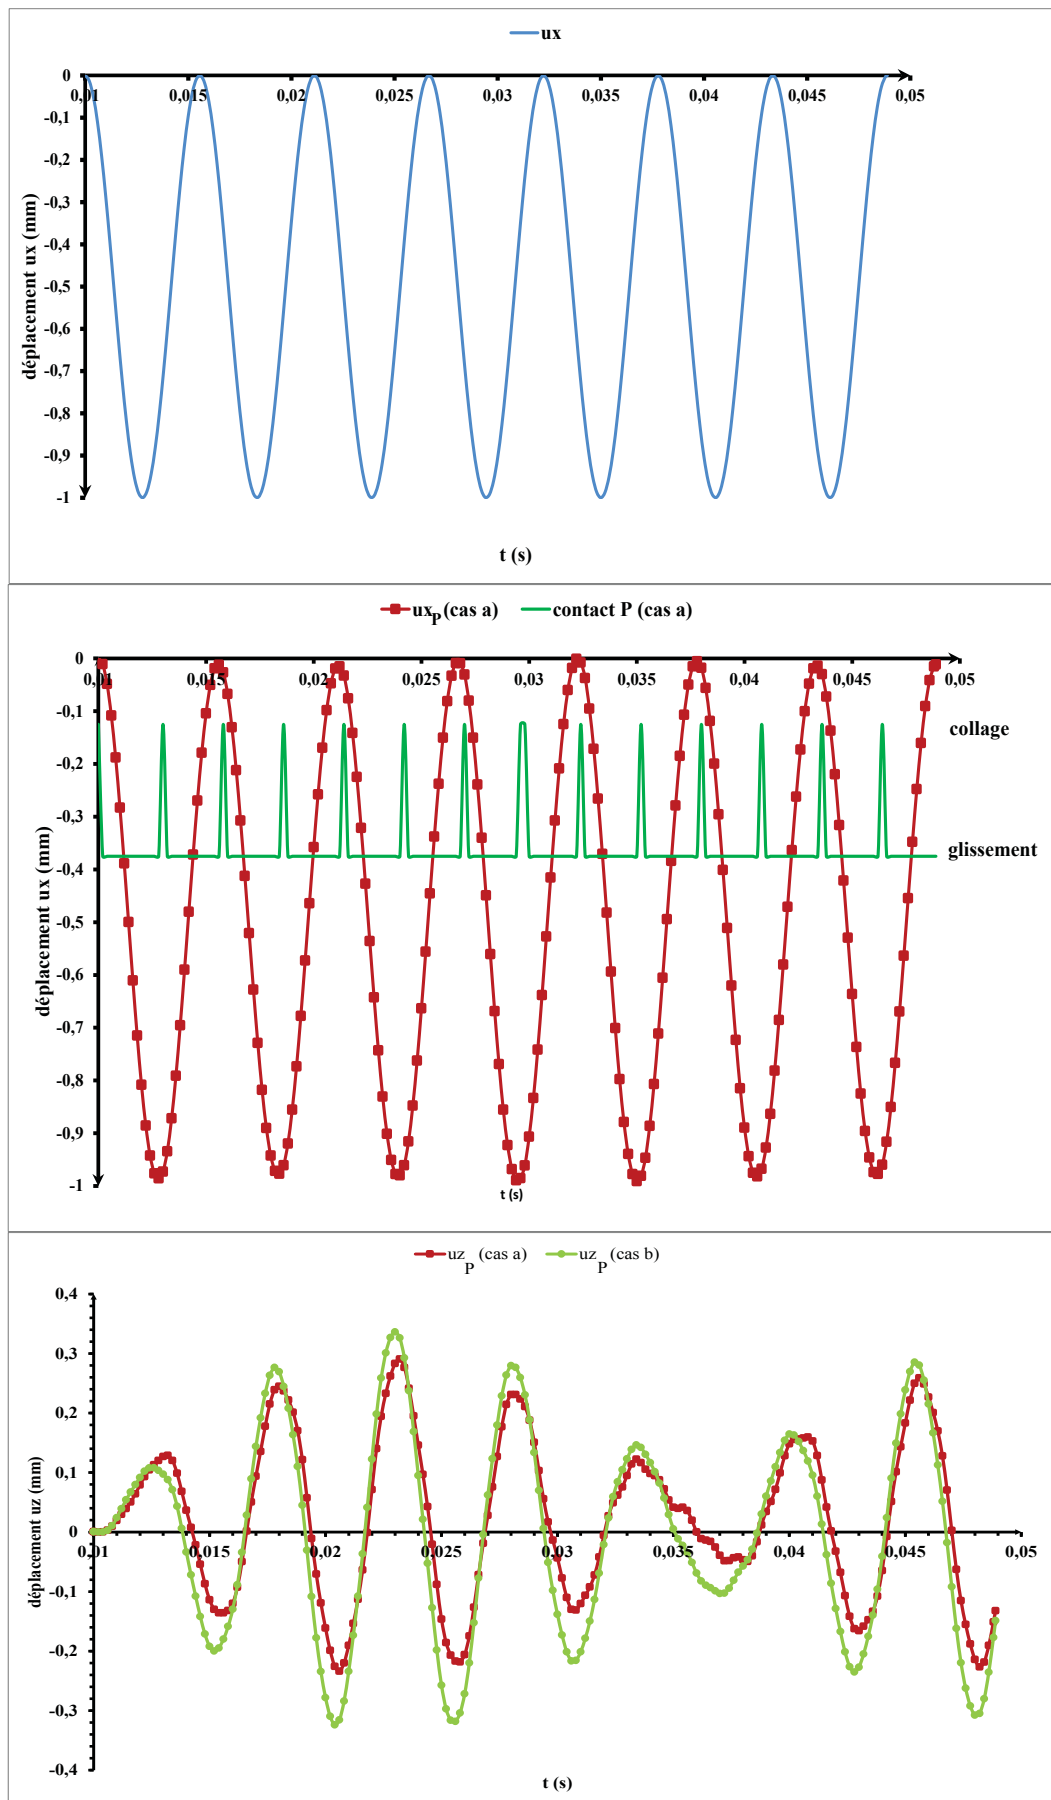 ux
0
0,01 0,015 0,02 0,025 0,03 0,035 0,04 0,045 0,05
-0,1
-0,2
-0,3
-0,4
-0,5
-0,6
-0,7
-0,8
-0,9
-1
déplacement ux (mm)
t (s)
ux_P (cas a) contact P (cas a)
0
0,01 0,015 0,02 0,025 0,03 0,035 0,04 0,045 0,05
-0,1
collage
-0,2
-0,3
glissement
-0,4
-0,5
-0,6
-0,7
-0,8
-0,9
-1
déplacement ux (mm)
t (s)
uz_P (cas a) uz_P (cas b)
0,4
0,3
0,2
0,1
0
0,01 0,015 0,02 0,025 0,03 0,035 0,04 0,045 0,05
-0,1
-0,2
-0,3
-0,4
déplacement uz (mm)
t (s)